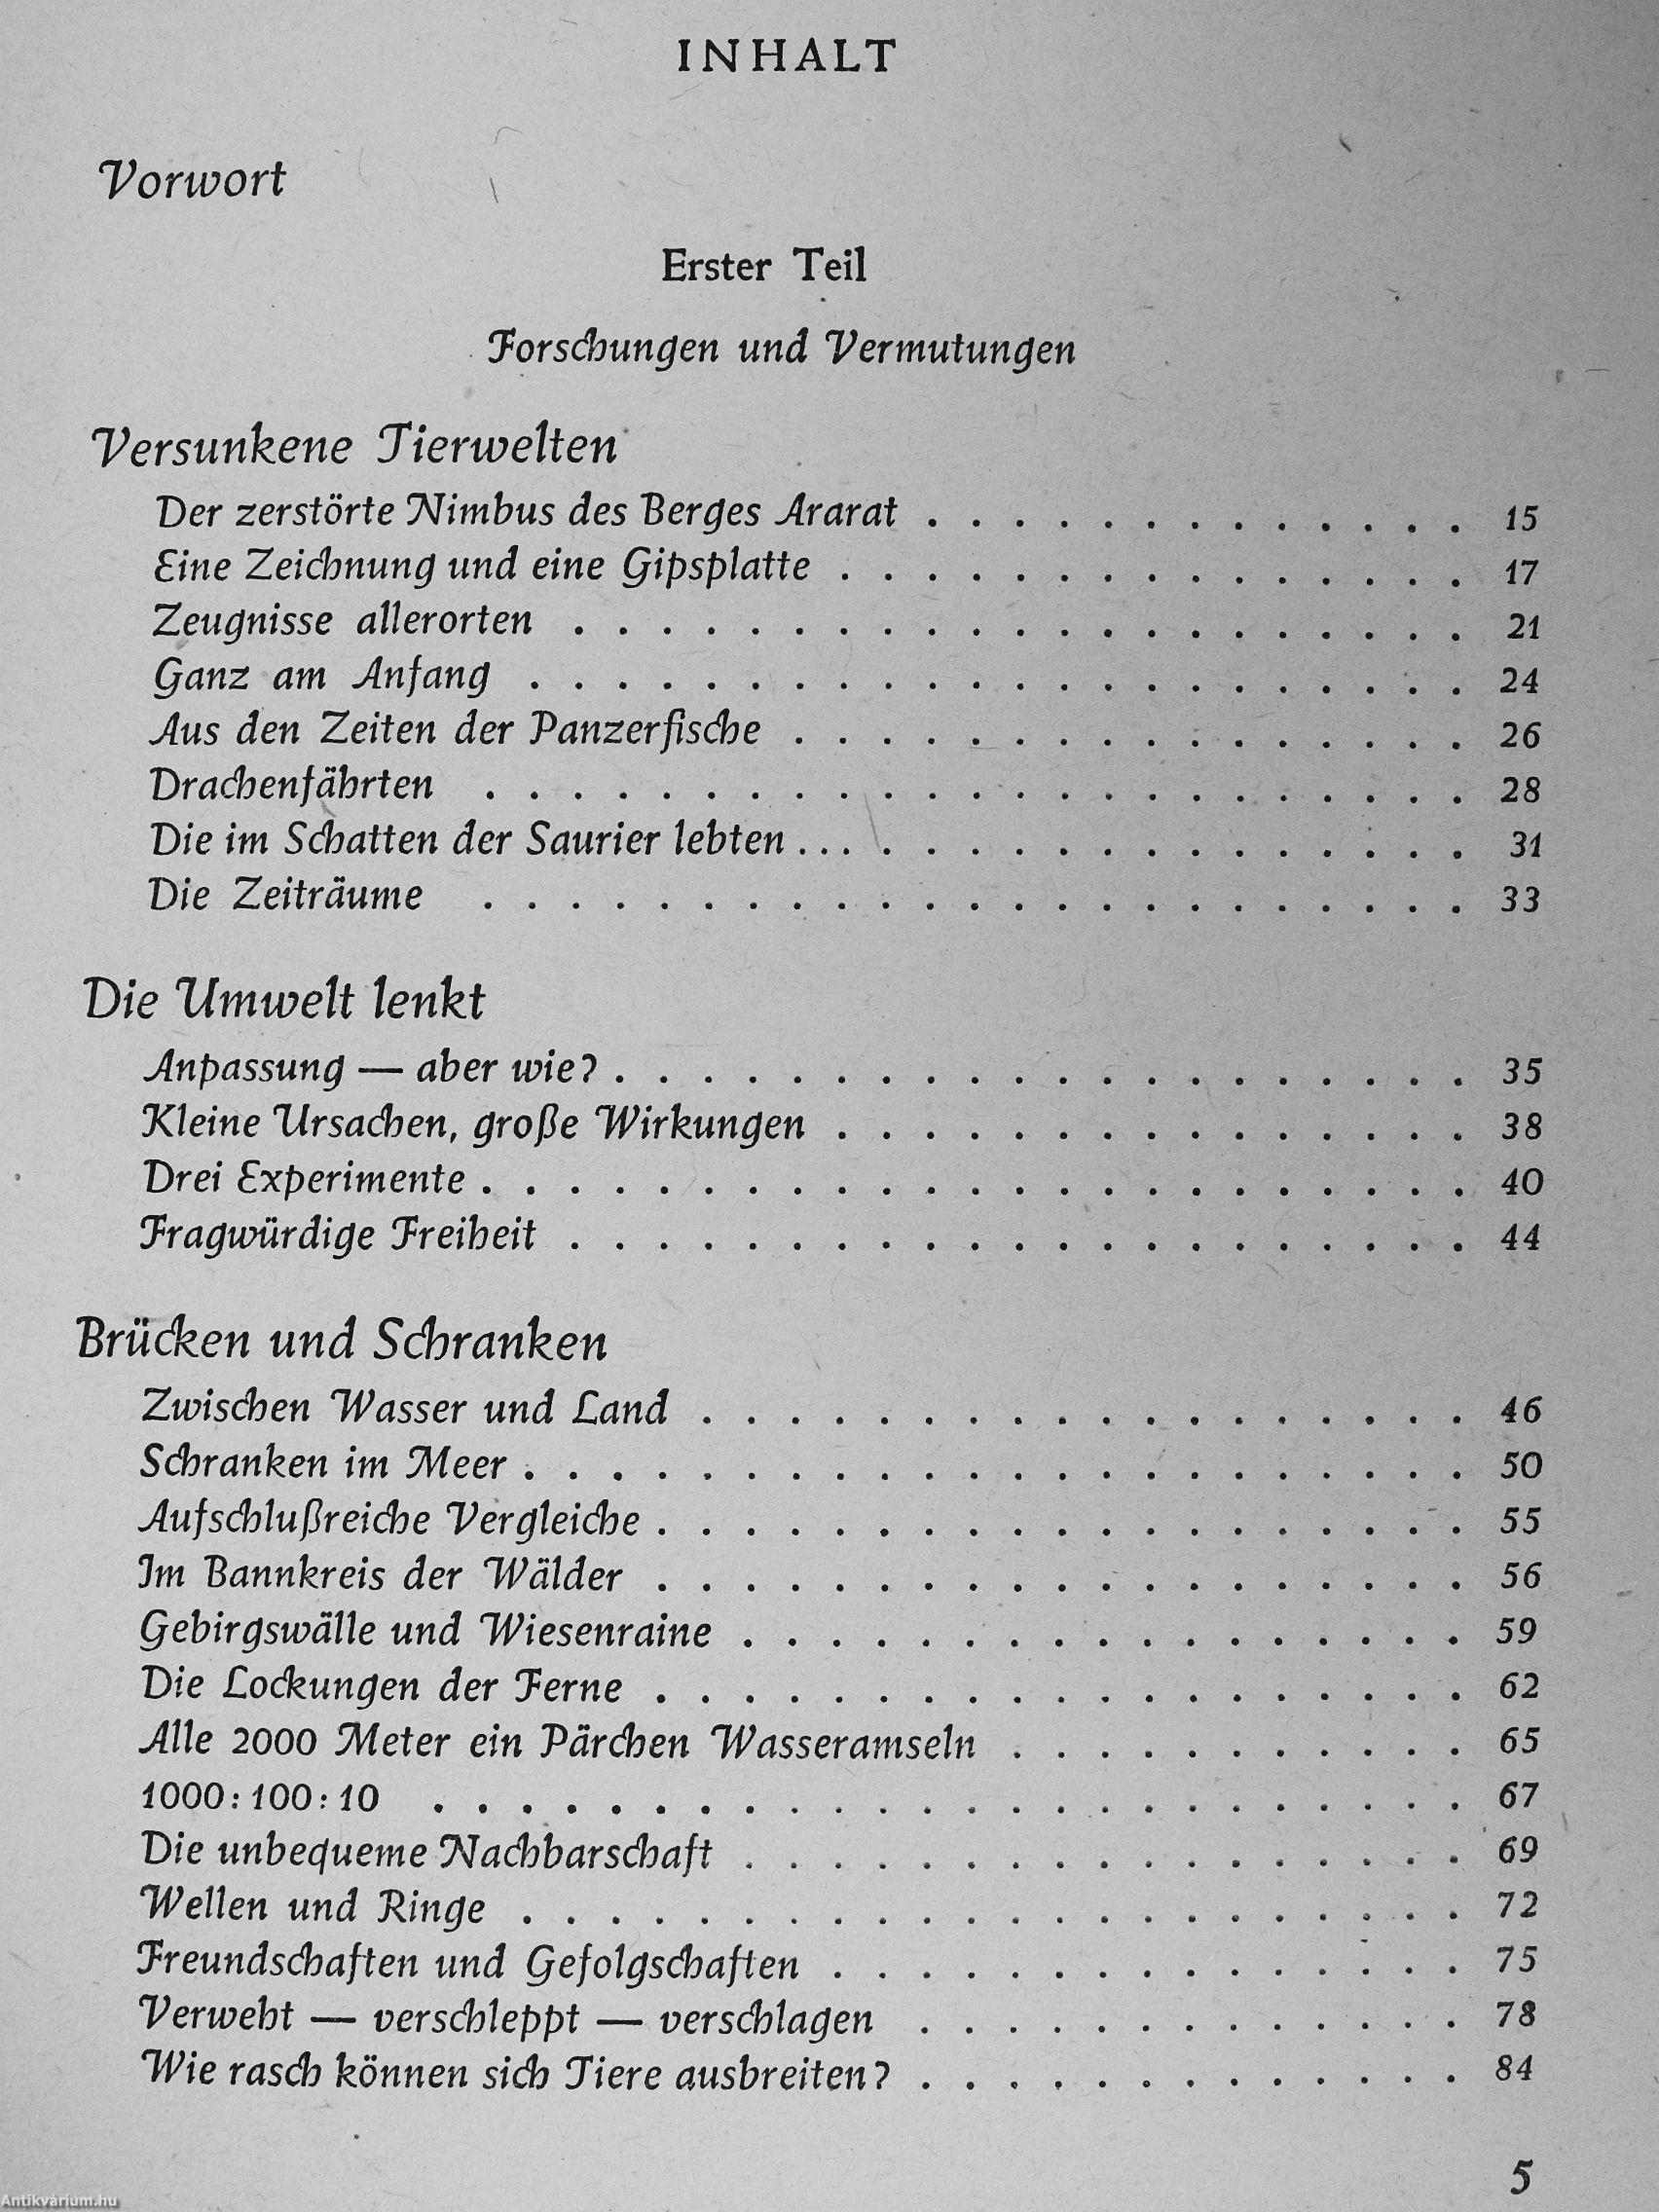 INHALT
Vorwort
Erster Teil
Forschungen und Vermutungen
Versunkene Tierwelten
Der zerstörte Nimbus des Berges Ararat . . . . . . . . . . . . . 15
Eine Zeichnung und eine Gipsplatte . . . . . . . . . . . . . . . 17
Zeugnisse allerorten . . . . . . . . . . . . . . . . . . . . . 21
Ganz am Anfang . . . . . . . . . . . . . . . . . . . . . . 24
Aus den Zeiten der Panzerfische . . . . . . . . . . . . . . . . 26
Drachenfährten . . . . . . . . . . . . . . . . . . . . . . . 28
Die im Schatten der Saurier lebten . . . . . . . . . . . . . . . . . 31
Die Zeiträume . . . . . . . . . . . . . . . . . . . . . . . 33
Die Umwelt lenkt
Anpassung — aber wie? . . . . . . . . . . . . . . . . . . . . 35
Kleine Ursachen, große Wirkungen . . . . . . . . . . . . . . . 38
Drei Experimente . . . . . . . . . . . . . . . . . . . . . . . 40
Fragwürdige Freiheit . . . . . . . . . . . . . . . . . . . . . 44
Brücken und Schranken
Zwischen Wasser und Land . . . . . . . . . . . . . . . . . . 46
Schranken im Meer . . . . . . . . . . . . . . . . . . . . . . 50
Aufschlußreiche Vergleiche . . . . . . . . . . . . . . . . . . . 55
Im Bannkreis der Wälder . . . . . . . . . . . . . . . . . . . 56
Gebirgswälle und Wiesenraine . . . . . . . . . . . . . . . . . 59
Die Lockungen der Ferne . . . . . . . . . . . . . . . . . . . 62
Alle 2000 Meter ein Pärchen Wasseramseln . . . . . . . . . . . 65
1000:100:10 . . . . . . . . . . . . . . . . . . . . . . . . 67
Die unbequeme Nachbarschaft . . . . . . . . . . . . . . . . . 69
Wellen und Ringe . . . . . . . . . . . . . . . . . . . . . . 72
Freundschaften und Gefolgschaften . . . . . . . . . . . . . . . 75
Verweht — verschleppt — verschlagen . . . . . . . . . . . . . 78
Wie rasch können sich Tiere ausbreiten? . . . . . . . . . . . . . 84
5
Antikvárium.hu